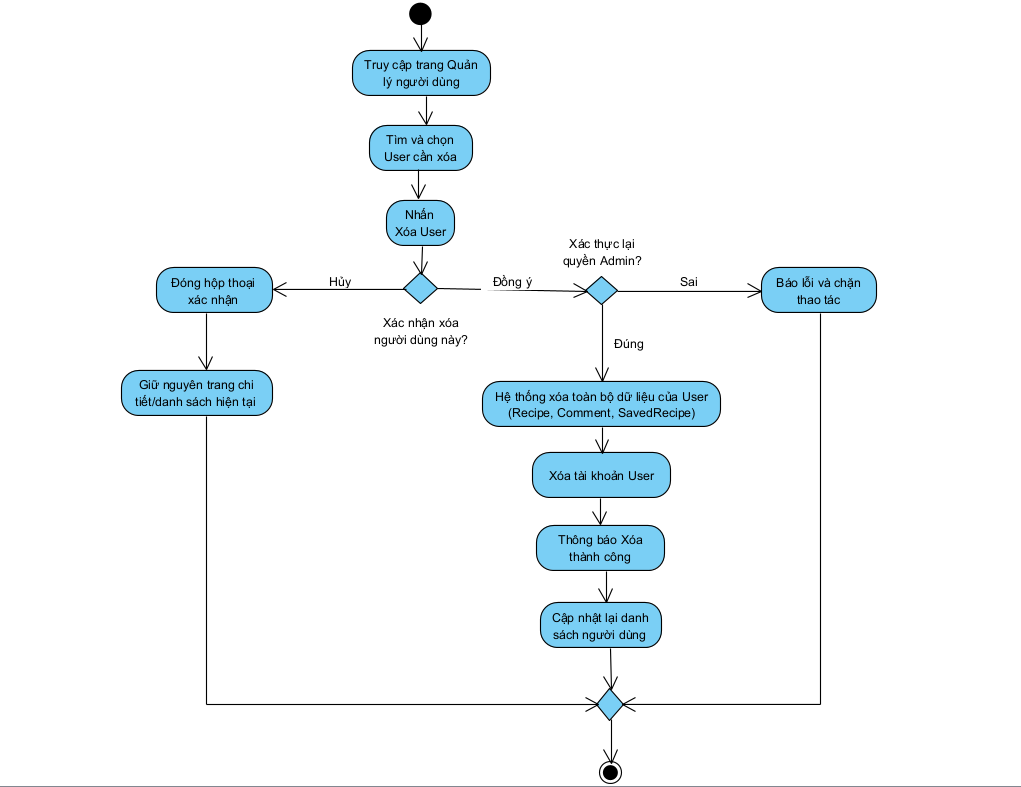 Truy cập trang Quản
lý người dùng
Tìm và chọn
User cần xóa
Nhấn
Xóa User
Xác thực lại
quyền Admin?
Đóng hộp thoại
xác nhận
Hủy
Đồng ý
Sai
Báo lỗi và chặn
thao tác
Xác nhận xóa
người dùng này?
Đúng
Giữ nguyên trang chi
tiết/danh sách hiện tại
Hệ thống xóa toàn bộ dữ liệu của User
(Recipe, Comment, SavedRecipe)
Xóa tài khoản User
Thông báo Xóa
thành công
Cập nhật lại danh
sách người dùng